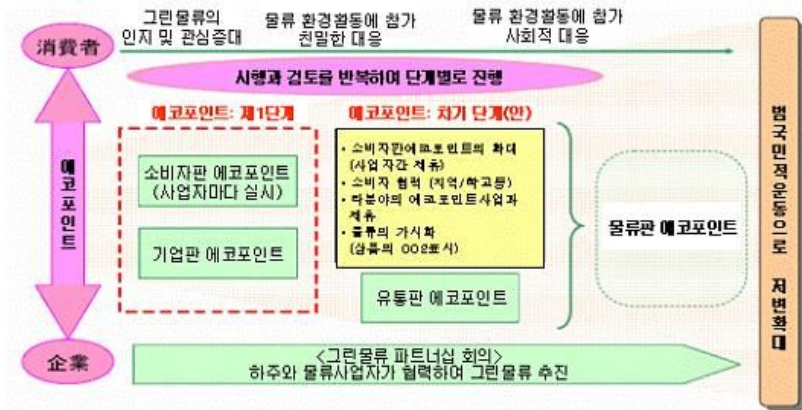 그린물류의
인지 및 관심증대
물류 환경활동에 참가
친밀한 대응
물류 환경활동에 참가
사회적 대응
消費者
시행과 검토를 반복하여 단계별로 진행
에코포인트: 제1단계
에코포인트: 차기 단계(안)
소비자판 에코포인트
(사업자마다 실시)
기업판 에코포인트
• 소비자판에코포인트의 확대
(사업자간 제휴)
• 소비자 협력 (지역/학교등)
• 타분야의 에코포인트사업과
제휴
• 물류의 가시화
(상품의 CO2표시)
유통판 에코포인트
물류판 에코포인트
에코포인트
범국민적운동으로 저변확대
企業
<그린물류 파트너십 회의>
하주와 물류사업자가 협력하여 그린물류 추진